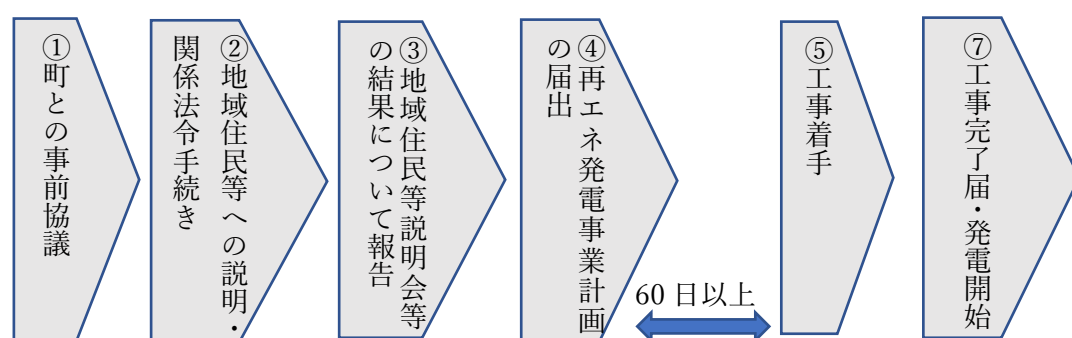 ①町との事前協議
②地域住民等への説明・
関係法令手続き
③地域住民等説明会等
の結果について報告
④再エネ発電事業計画
の届出
60 日以上
⑤工事着手
⑦工事完了届・発電開始